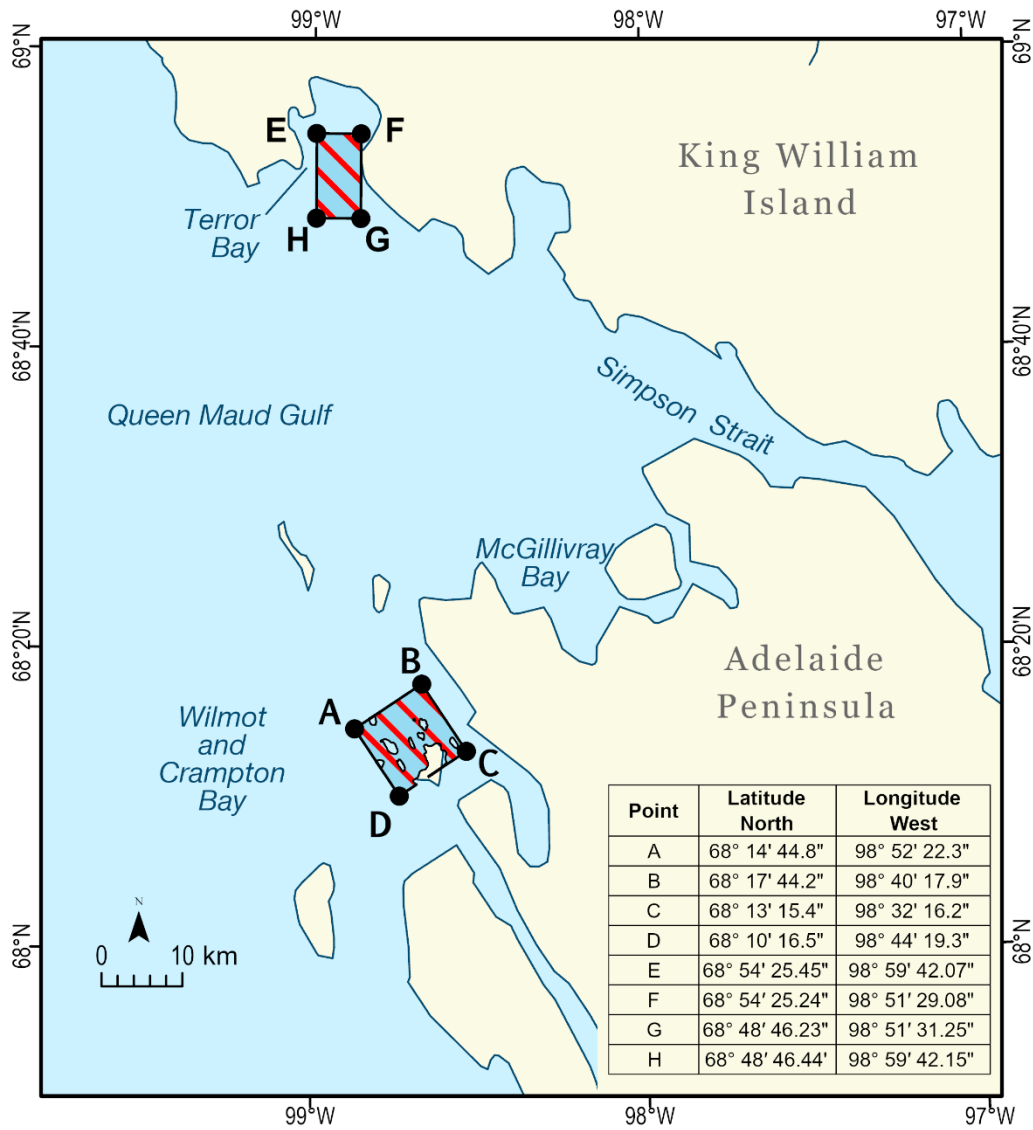 99°W 98°W 97°W
69°N 69°N
E F
King William
Island
Terror
Bay
H G
68°40'N 68°40'N
Simpson Strait
Queen Maud Gulf
McGillivray
Bay
68°20'N 68°20'N
B
Adelaide
Peninsula
A
Wilmot
and
Crampton
Bay
C
D
Point Latitude North Longitude West
A 68° 14' 44.8" 98° 52' 22.3"
B 68° 17' 44.2" 98° 40' 17.9"
C 68° 13' 15.4" 98° 32' 16.2"
D 68° 10' 16.5" 98° 44' 19.3"
E 68° 54' 25.45" 98° 59' 42.07"
F 68° 54' 25.24" 98° 51' 29.08"
G 68° 48' 46.23" 98° 51' 31.25"
H 68° 48' 46.44' 98° 59' 42.15"
N
0 10 km
68°N 68°N
99°W 98°W 97°W